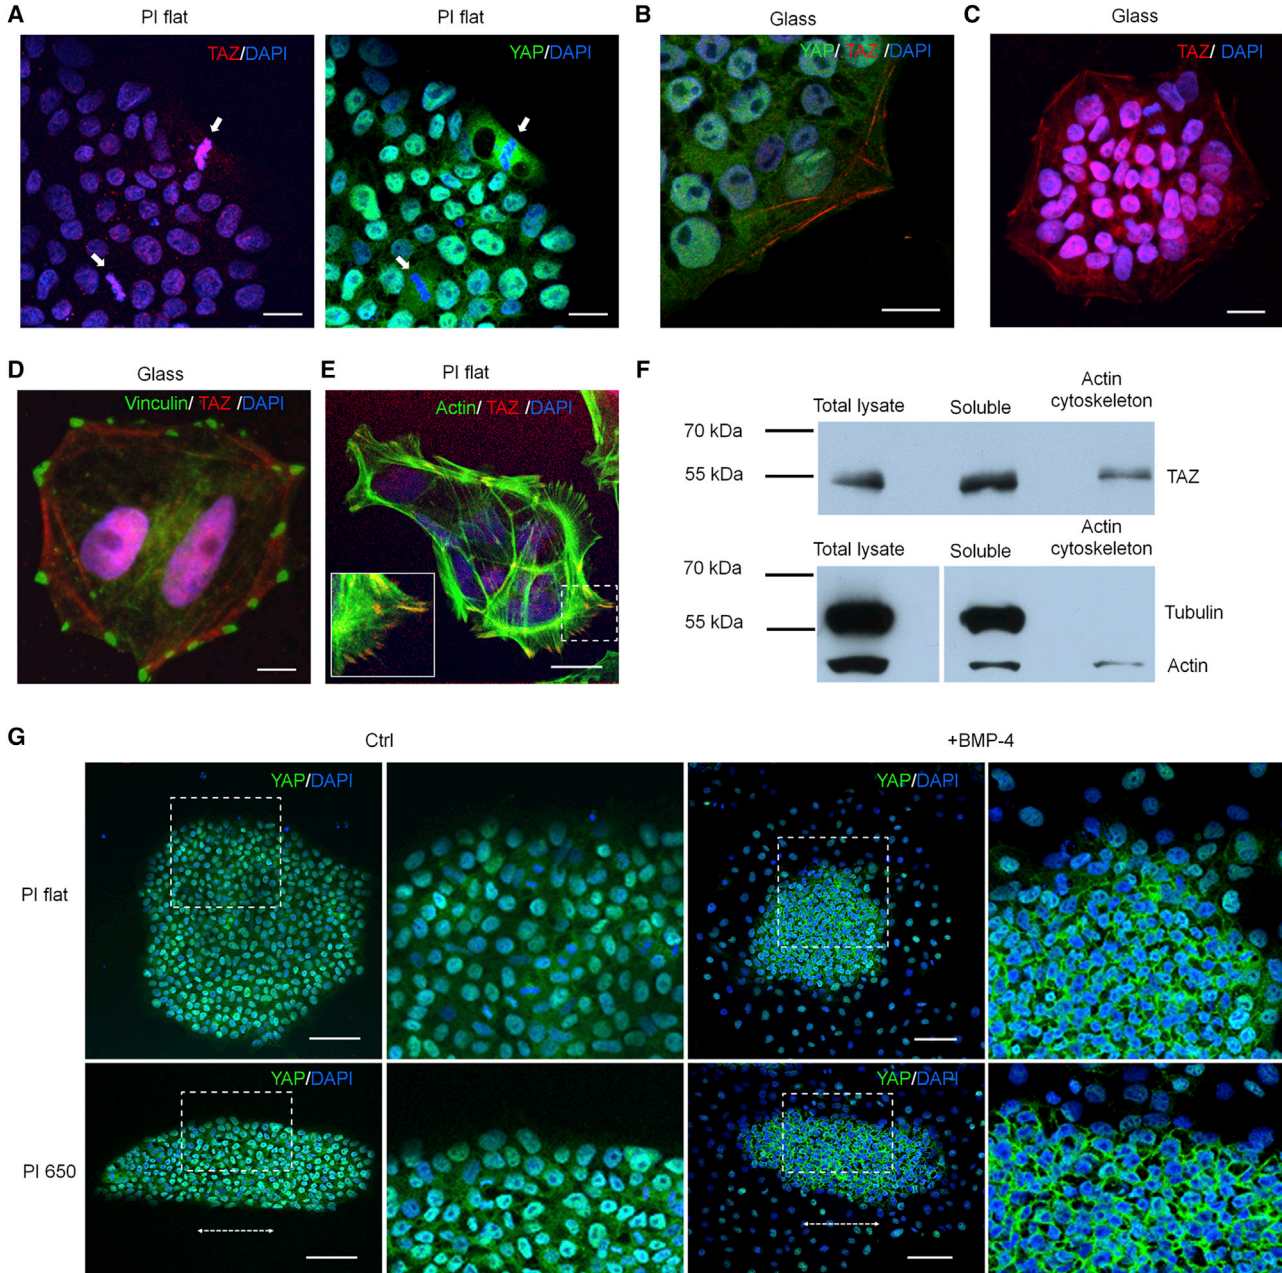 A
PI flat
TAZ/DAPI
PI flat
YAP/DAPI
B
Glass
YAP/ TAZ /DAPI
C
Glass
TAZ/ DAPI
D
Glass
Vinculin/ TAZ /DAPI
E
PI flat
Actin/ TAZ /DAPI
F
Total lysate
Soluble
Actin
cytoskeleton
70 kDa
55 kDa
TAZ
Total lysate
Soluble
Actin
cytoskeleton
70 kDa
55 kDa
Tubulin
Actin
G
Ctrl
+BMP-4
PI flat
YAP/DAPI
YAP/DAPI
PI 650
YAP/DAPI
YAP/DAPI